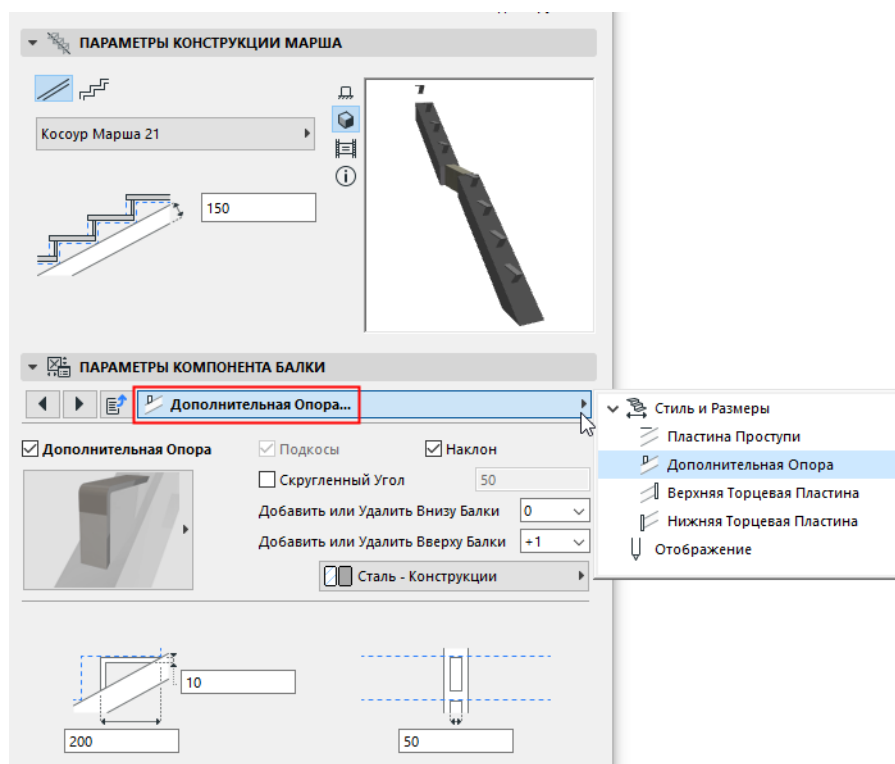 ПАРАМЕТРЫ КОНСТРУКЦИИ МАРША
Косоур Марша 21
150
ПАРАМЕТРЫ КОМПОНЕНТА БАЛКИ
Дополнительная Опора...
Стиль и Размеры
Пластина Проступи
Дополнительная Опора
Верхняя Торцевая Пластина
Нижняя Торцевая Пластина
Отображение
Дополнительная Опора
Подкосы
Наклон
Скругленный Угол
50
Добавить или Удалить Внизу Балки
0
Добавить или Удалить Вверху Балки
+1
Сталь - Конструкции
10
200
50